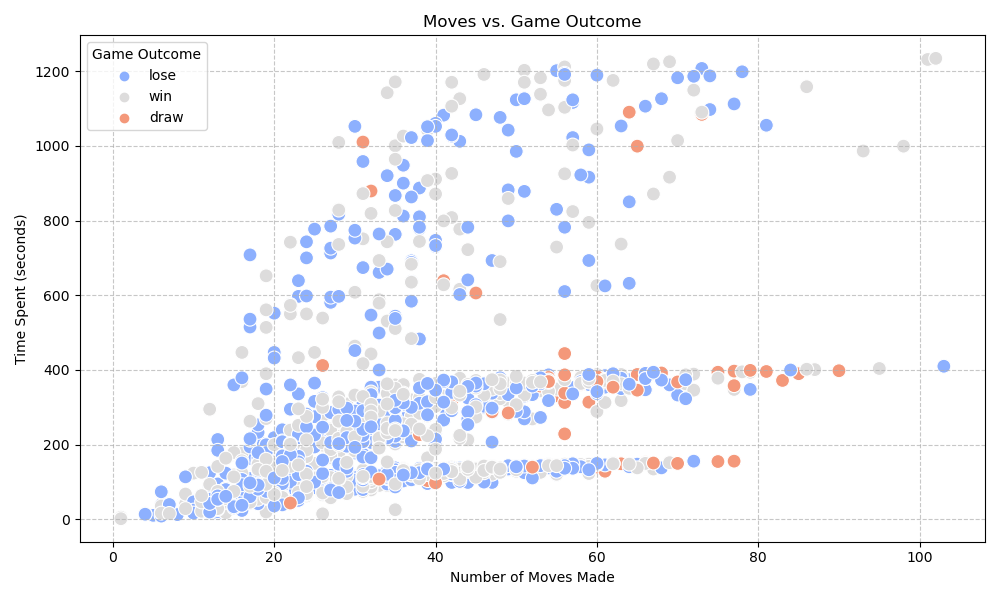 Moves vs. Game Outcome
Game Outcome
lose
win
draw
Time Spent (seconds)
1200
1000
800
600
400
200
0
0 20 40 60 80 100
Number of Moves Made